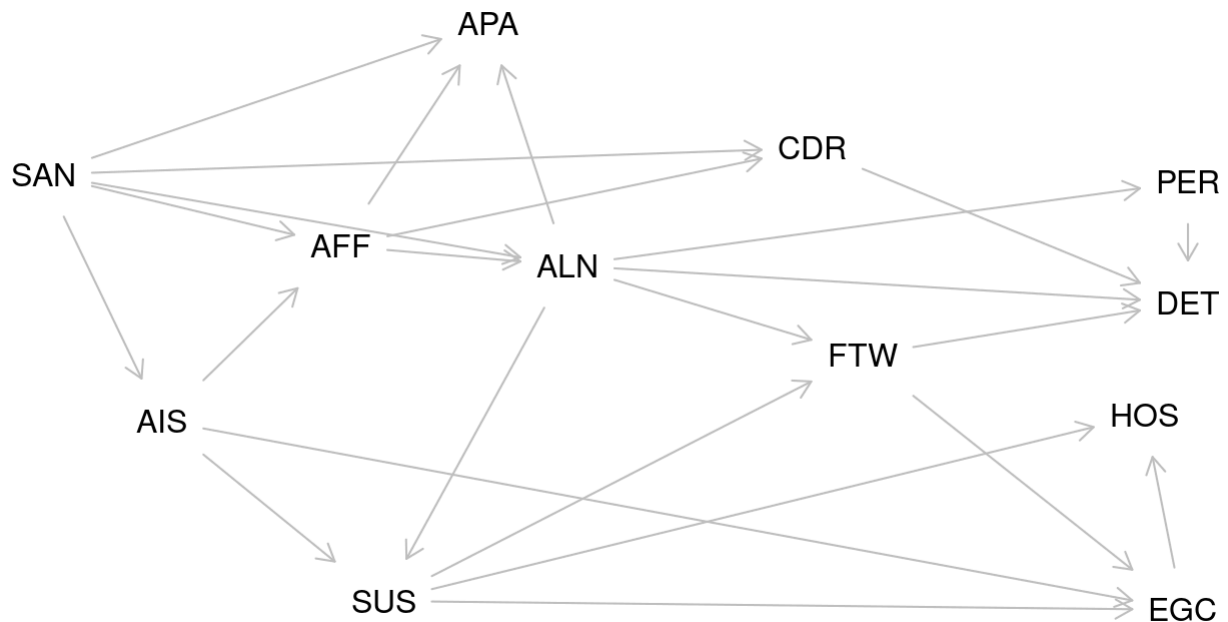 APA
CDR
SAN
PER
AFF
ALN
DET
FTW
HOS
AIS
SUS
EGC